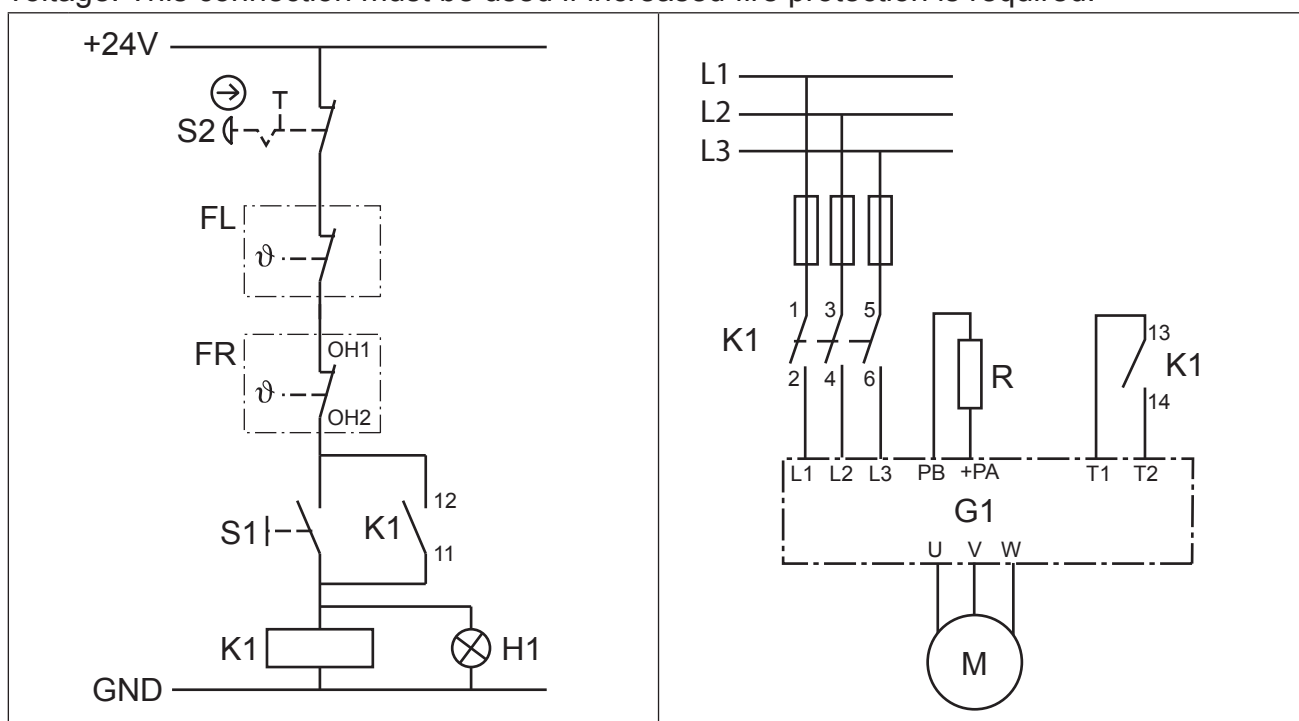 voltage. This connection must be used if increased fire protection is required.
+24V
S2
T
FL
ϑ
FR
OH1
ϑ
OH2
S1
K1
12
11
K1
H1
GND
L1
L2
L3
K1
1 3 5
2 4 6
R
13
K1
14
L1 L2 L3 PB +PA T1 T2
G1
U V W
M